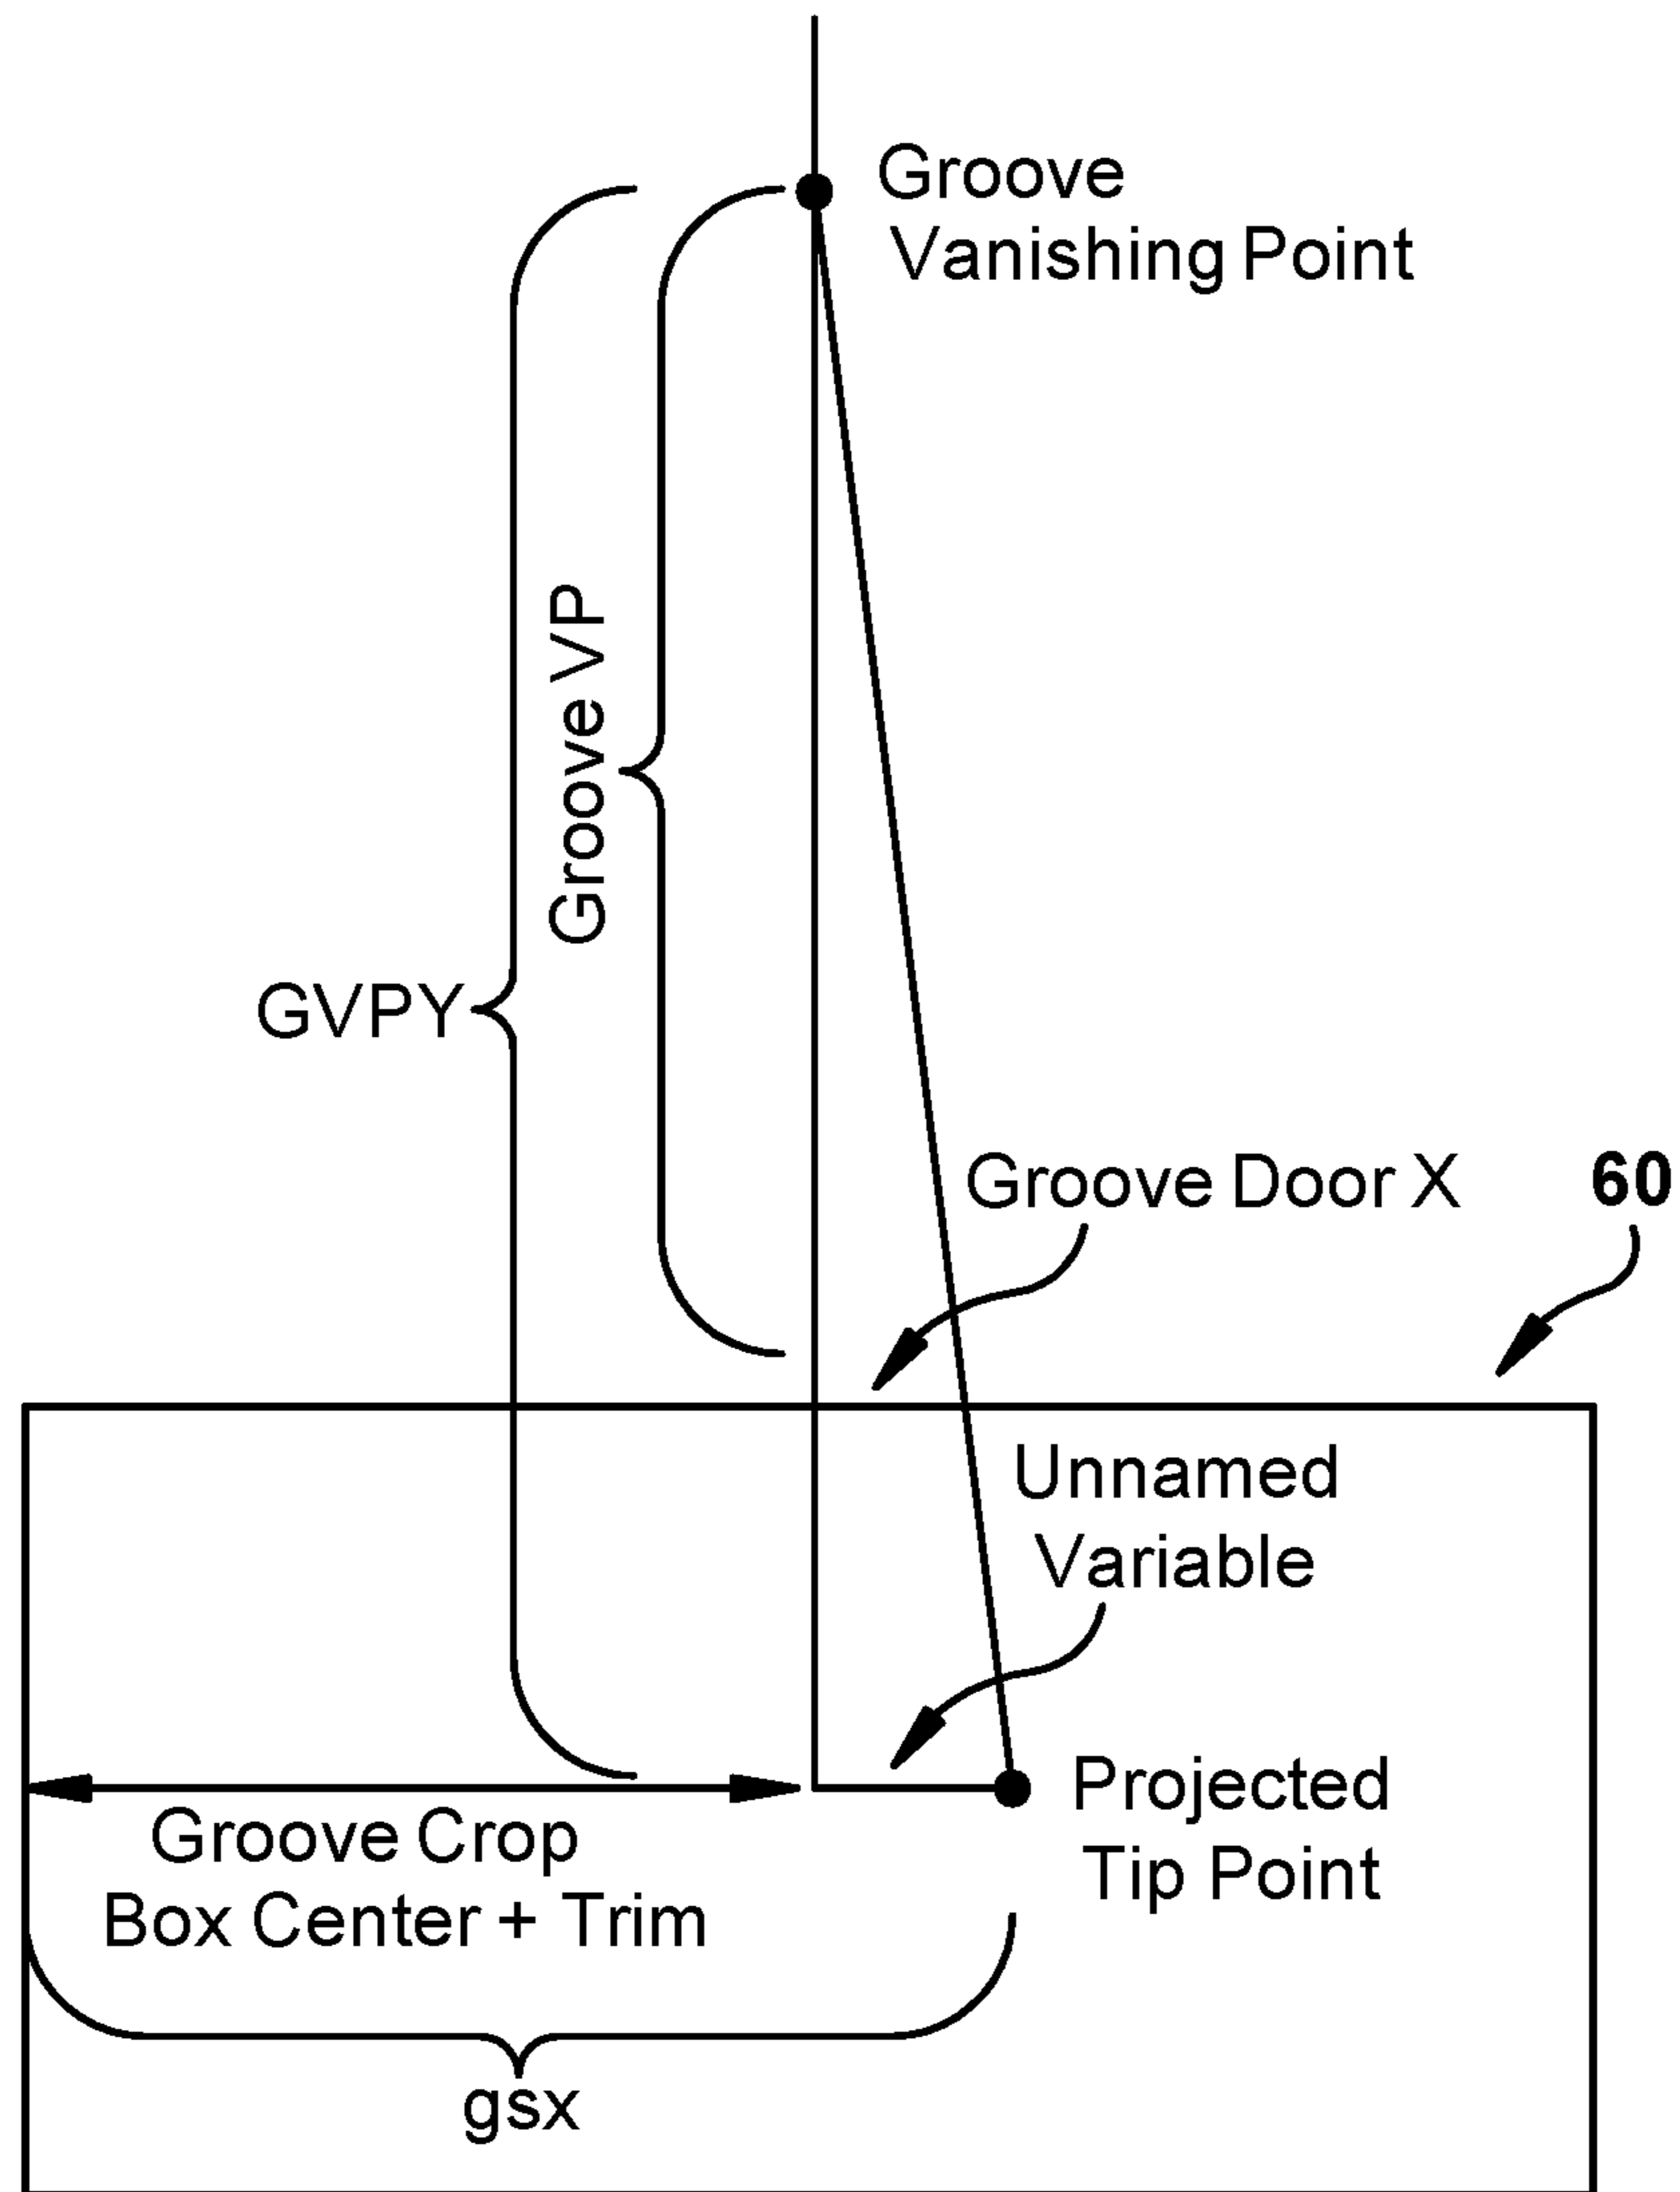 Groove
Vanishing Point
Groove VP
GVPY
Groove Door X
60
Unnamed
Variable
Projected
Tip Point
Groove Crop
Box Center + Trim
gsx